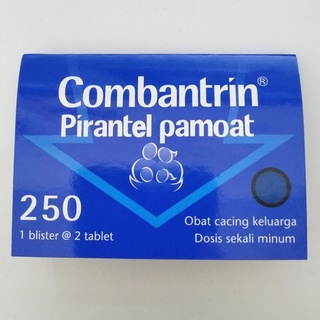 Combantrin®
Pirantel pamoat
250
1 blister @ 2 tablet
Obat cacing keluarga
Dosis sekali minum